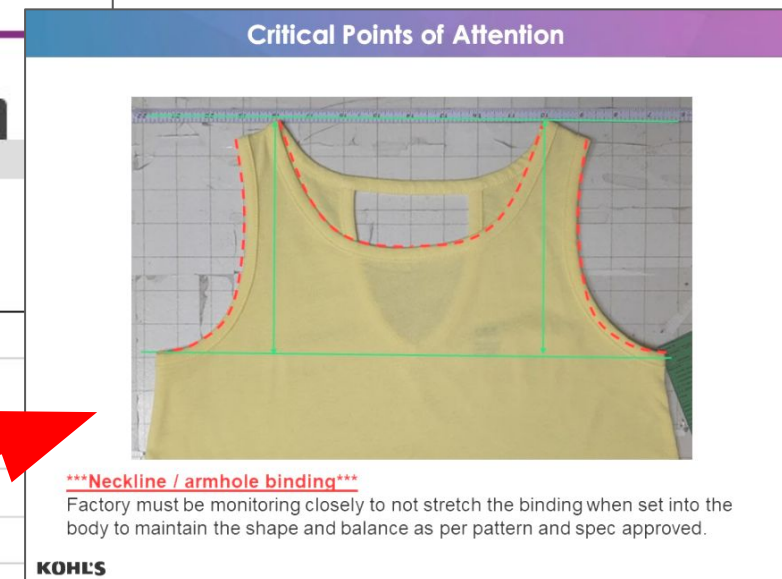 Critical Points of Attention
***Neckline / armhole binding***
Factory must be monitoring closely to not stretch the binding when set into the
body to maintain the shape and balance as per pattern and spec approved.
KOHL'S